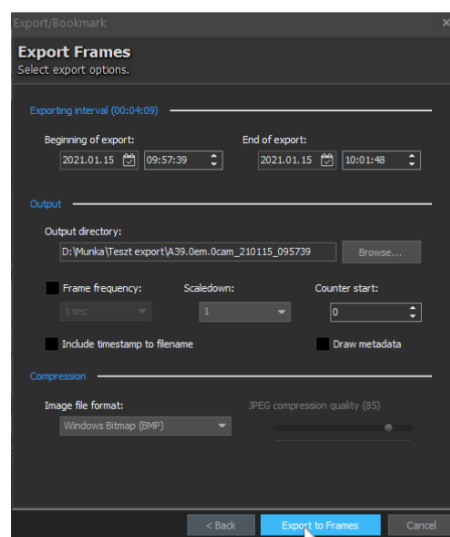 Export/Bookmark
Export Frames
Select export options.
Exporting interval (00:04:09)
Beginning of export: End of export:
2021.01.15 09:57:39 2021.01.15 10:01:48
Output
Output directory:
D:\Munka\Teszt export\A39.0em.0cam_210115_095739 Browse...
Frame frequency: Scaledown: Counter start:
1 sec 1 0
Include timestamp to filename Draw metadata
Compression
Image file format: JPEG compression quality (85)
Windows Bitmap (BMP)
< Back Export to Frames Cancel